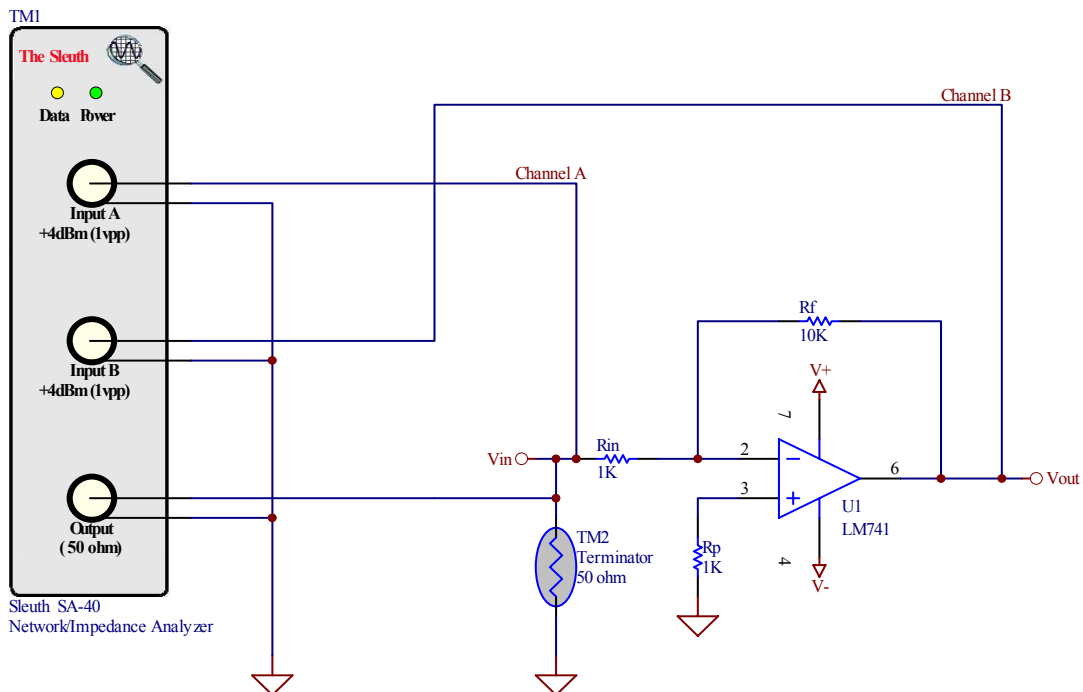 TM1
The Sleuth
Data Power
Input A
+4dBm (1vpp)
Input B
+4dBm (1vpp)
Output
( 50 ohm)
Sleuth SA-40
Network/Impedance Analyzer
Channel B
Channel A
Vin
Rin
1K
Rf
10K
V+
7
2
3
6
4
V-
U1
LM741
Vout
Rp
1K
TM2
Terminator
50 ohm